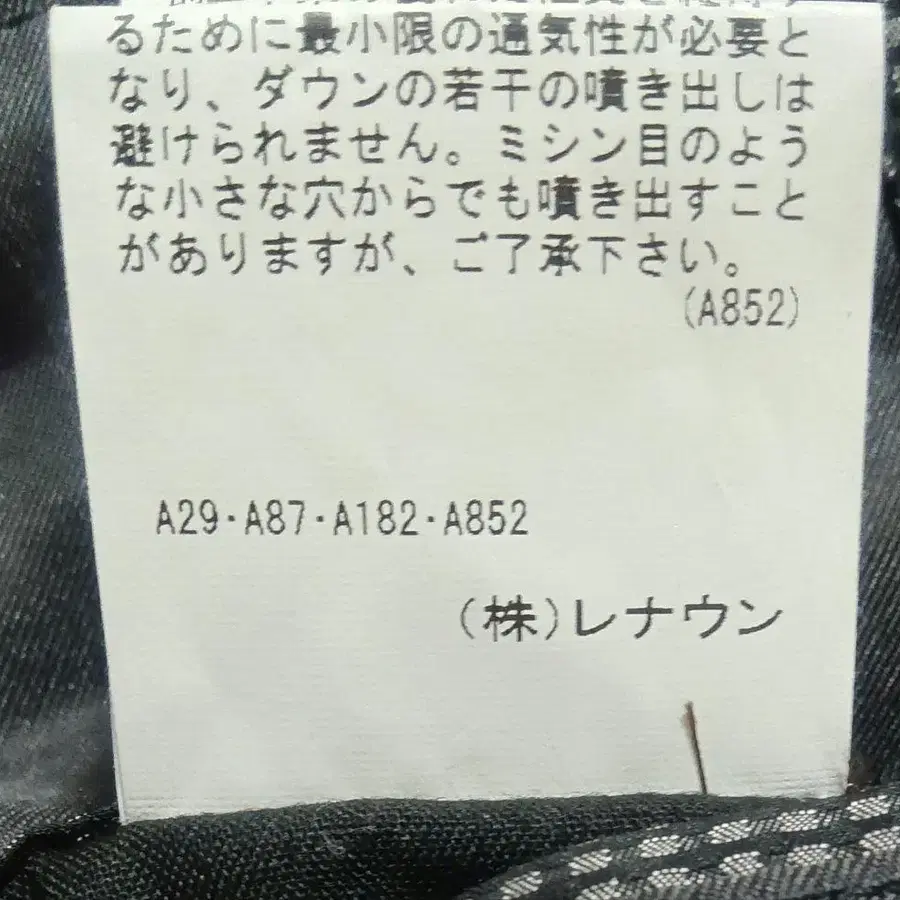 るために最小限の通気性が必要と
なり、ダウンの若干の噴き出しは
避けられません。ミシン目のよう
な小さな穴からでも噴き出すこと
がありますが、ご了承下さい。
(A852)
A29・A87・A182・A852
(株)レナウン